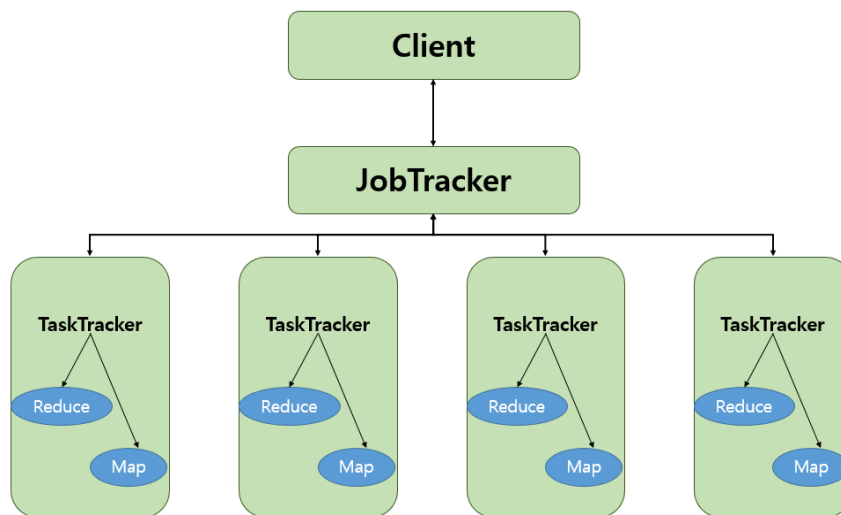 Client
JobTracker
TaskTracker
TaskTracker
TaskTracker
TaskTracker
Reduce
Reduce
Reduce
Reduce
Map
Map
Map
Map